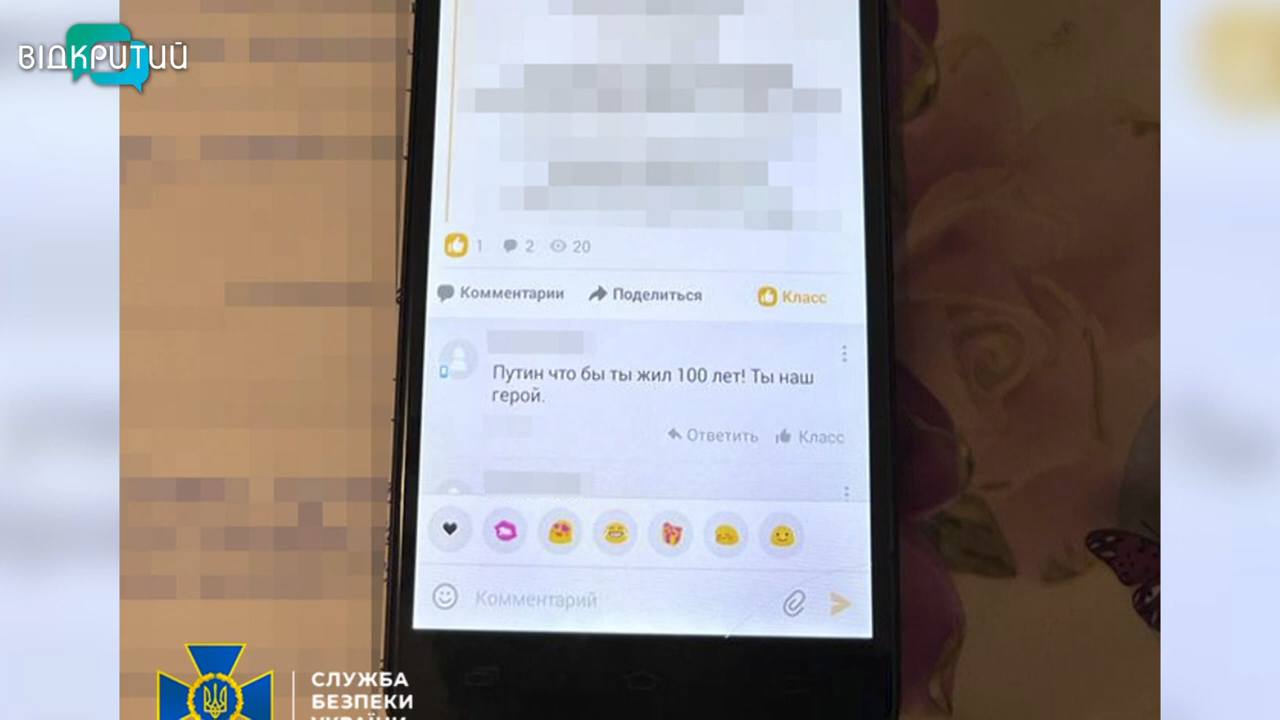 ВІДКРИТИЙ
1 2 20
Комментарии Поделиться Класс
Путин что бы ты жил 100 лет! Ты наш
герой.
Ответить Класс
Комментарий
СЛУЖБА
БЕЗПЕКИ
УКРАЇНИ